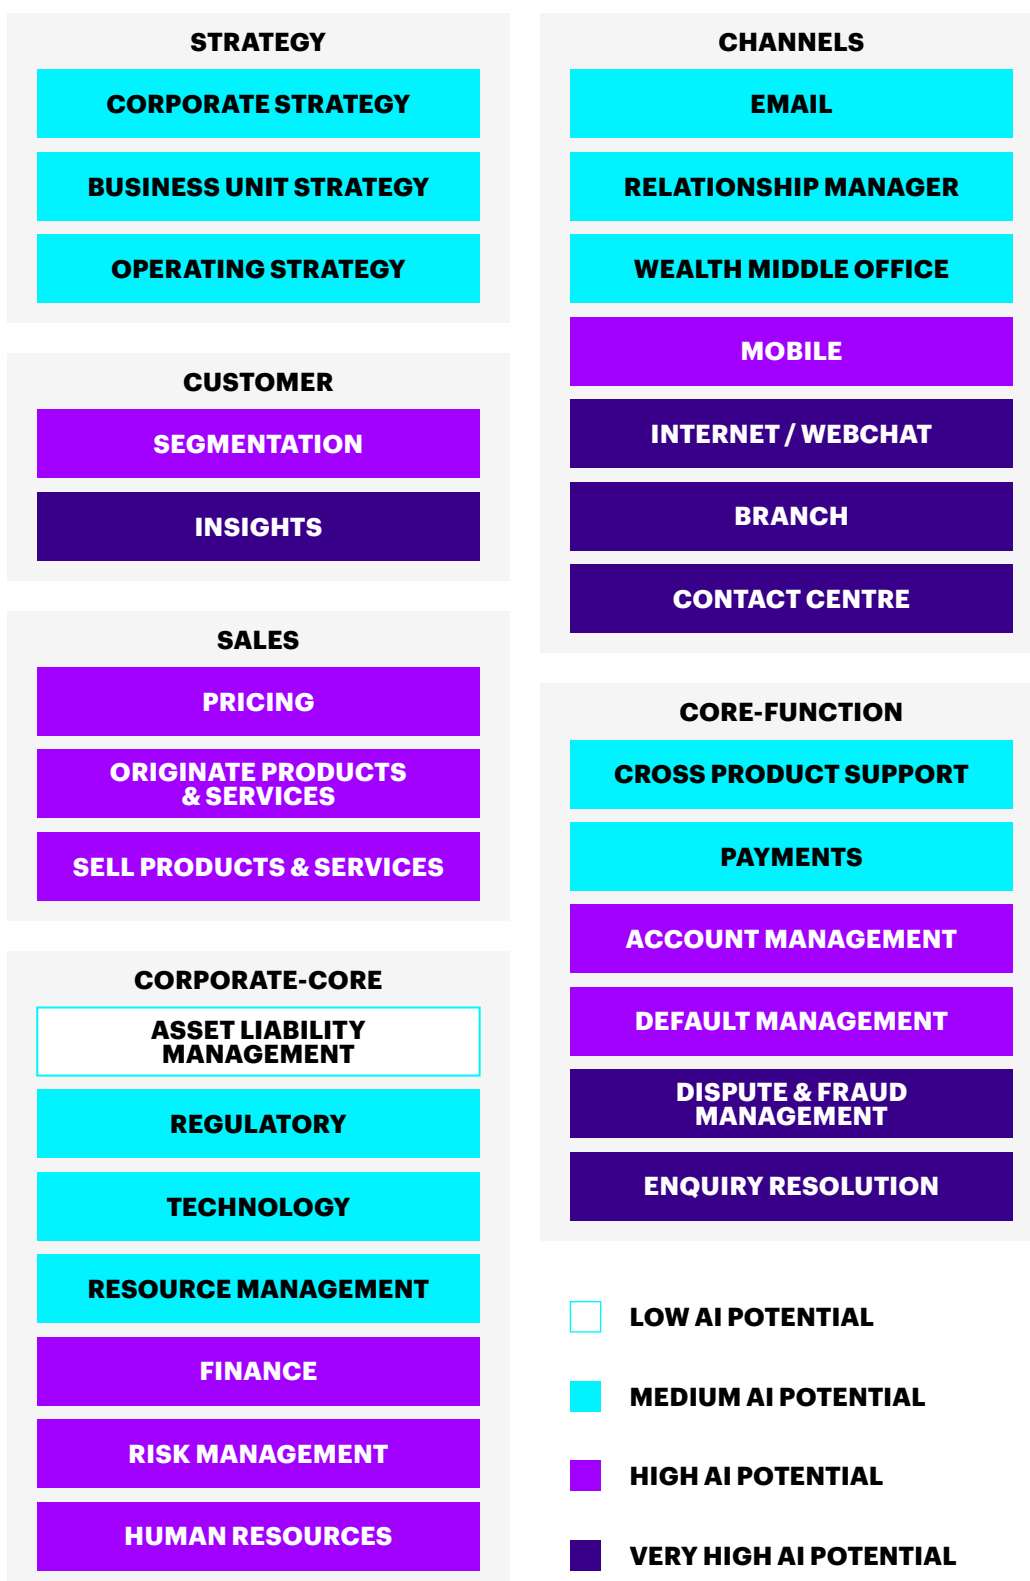 STRATEGY
CORPORATE STRATEGY
BUSINESS UNIT STRATEGY
OPERATING STRATEGY
CUSTOMER
SEGMENTATION
INSIGHTS
SALES
PRICING
ORIGINATE PRODUCTS
& SERVICES
SELL PRODUCTS & SERVICES
CORPORATE-CORE
ASSET LIABILITY
MANAGEMENT
REGULATORY
TECHNOLOGY
RESOURCE MANAGEMENT
FINANCE
RISK MANAGEMENT
HUMAN RESOURCES
CHANNELS
EMAIL
RELATIONSHIP MANAGER
WEALTH MIDDLE OFFICE
MOBILE
INTERNET / WEBCHAT
BRANCH
CONTACT CENTRE
CORE-FUNCTION
CROSS PRODUCT SUPPORT
PAYMENTS
ACCOUNT MANAGEMENT
DEFAULT MANAGEMENT
DISPUTE & FRAUD
MANAGEMENT
ENQUIRY RESOLUTION
LOW AI POTENTIAL
MEDIUM AI POTENTIAL
HIGH AI POTENTIAL
VERY HIGH AI POTENTIAL